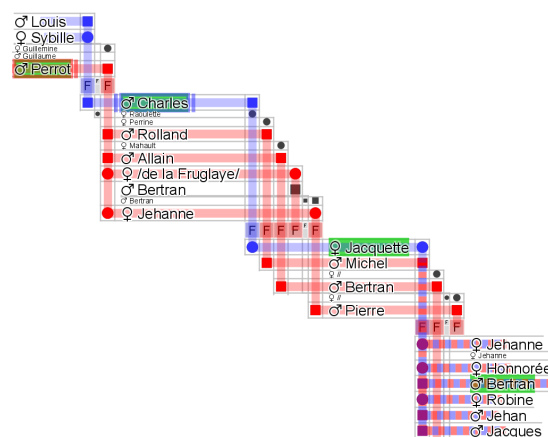 ♂ Louis
♀ Sybille
♀ Guillemine
♂ Guillaume
♂ Perrot
F F F
♂ Charles
♀ Raoulette
♀ Perrine
♂ Rolland
♀ Mahault
♂ Allain
♀ /de la Fruglaye/
♂ Bertran
♂ Bertran
♀ Jehanne
F F F F F F
♀ Jacquette
♂ Michel
♀ //
♂ Bertran
♀ //
♂ Pierre
F F F F
♀ Jehanne
♀ Jehanne
♀ Honnorée
♂ Bertran
♀ Robine
♂ Jehan
♂ Jacques